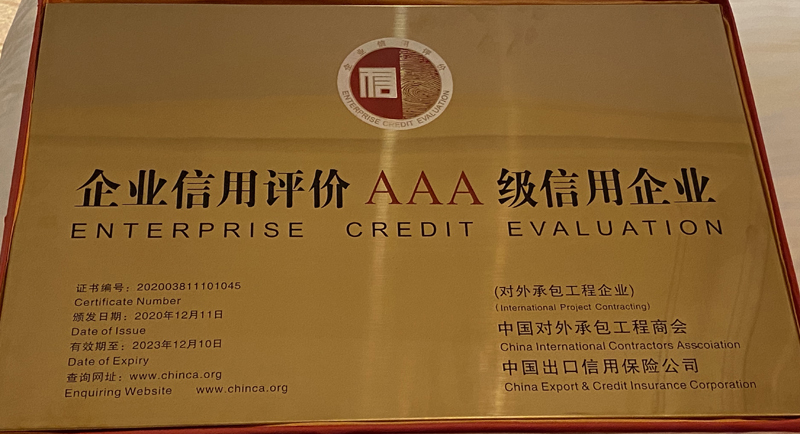 企业信用评价
ENTERPRISE CREDIT EVALUATION
信
企业信用评价 AAA 级信用企业
ENTERPRISE CREDIT EVALUATION
证书编号：202003811101045
Certificate Number
颁发日期：2020年12月11日
Date of Issue
有效期至：2023年12月10日
Date of Expiry
查询网址：www.chinca.org
Enquiring Website www.chinca.org
(对外承包工程企业)
(International Project Contracting)
中国对外承包工程商会
China International Contractors Asscoiation
中国出口信用保险公司
China Export & Credit Insurance Corporation